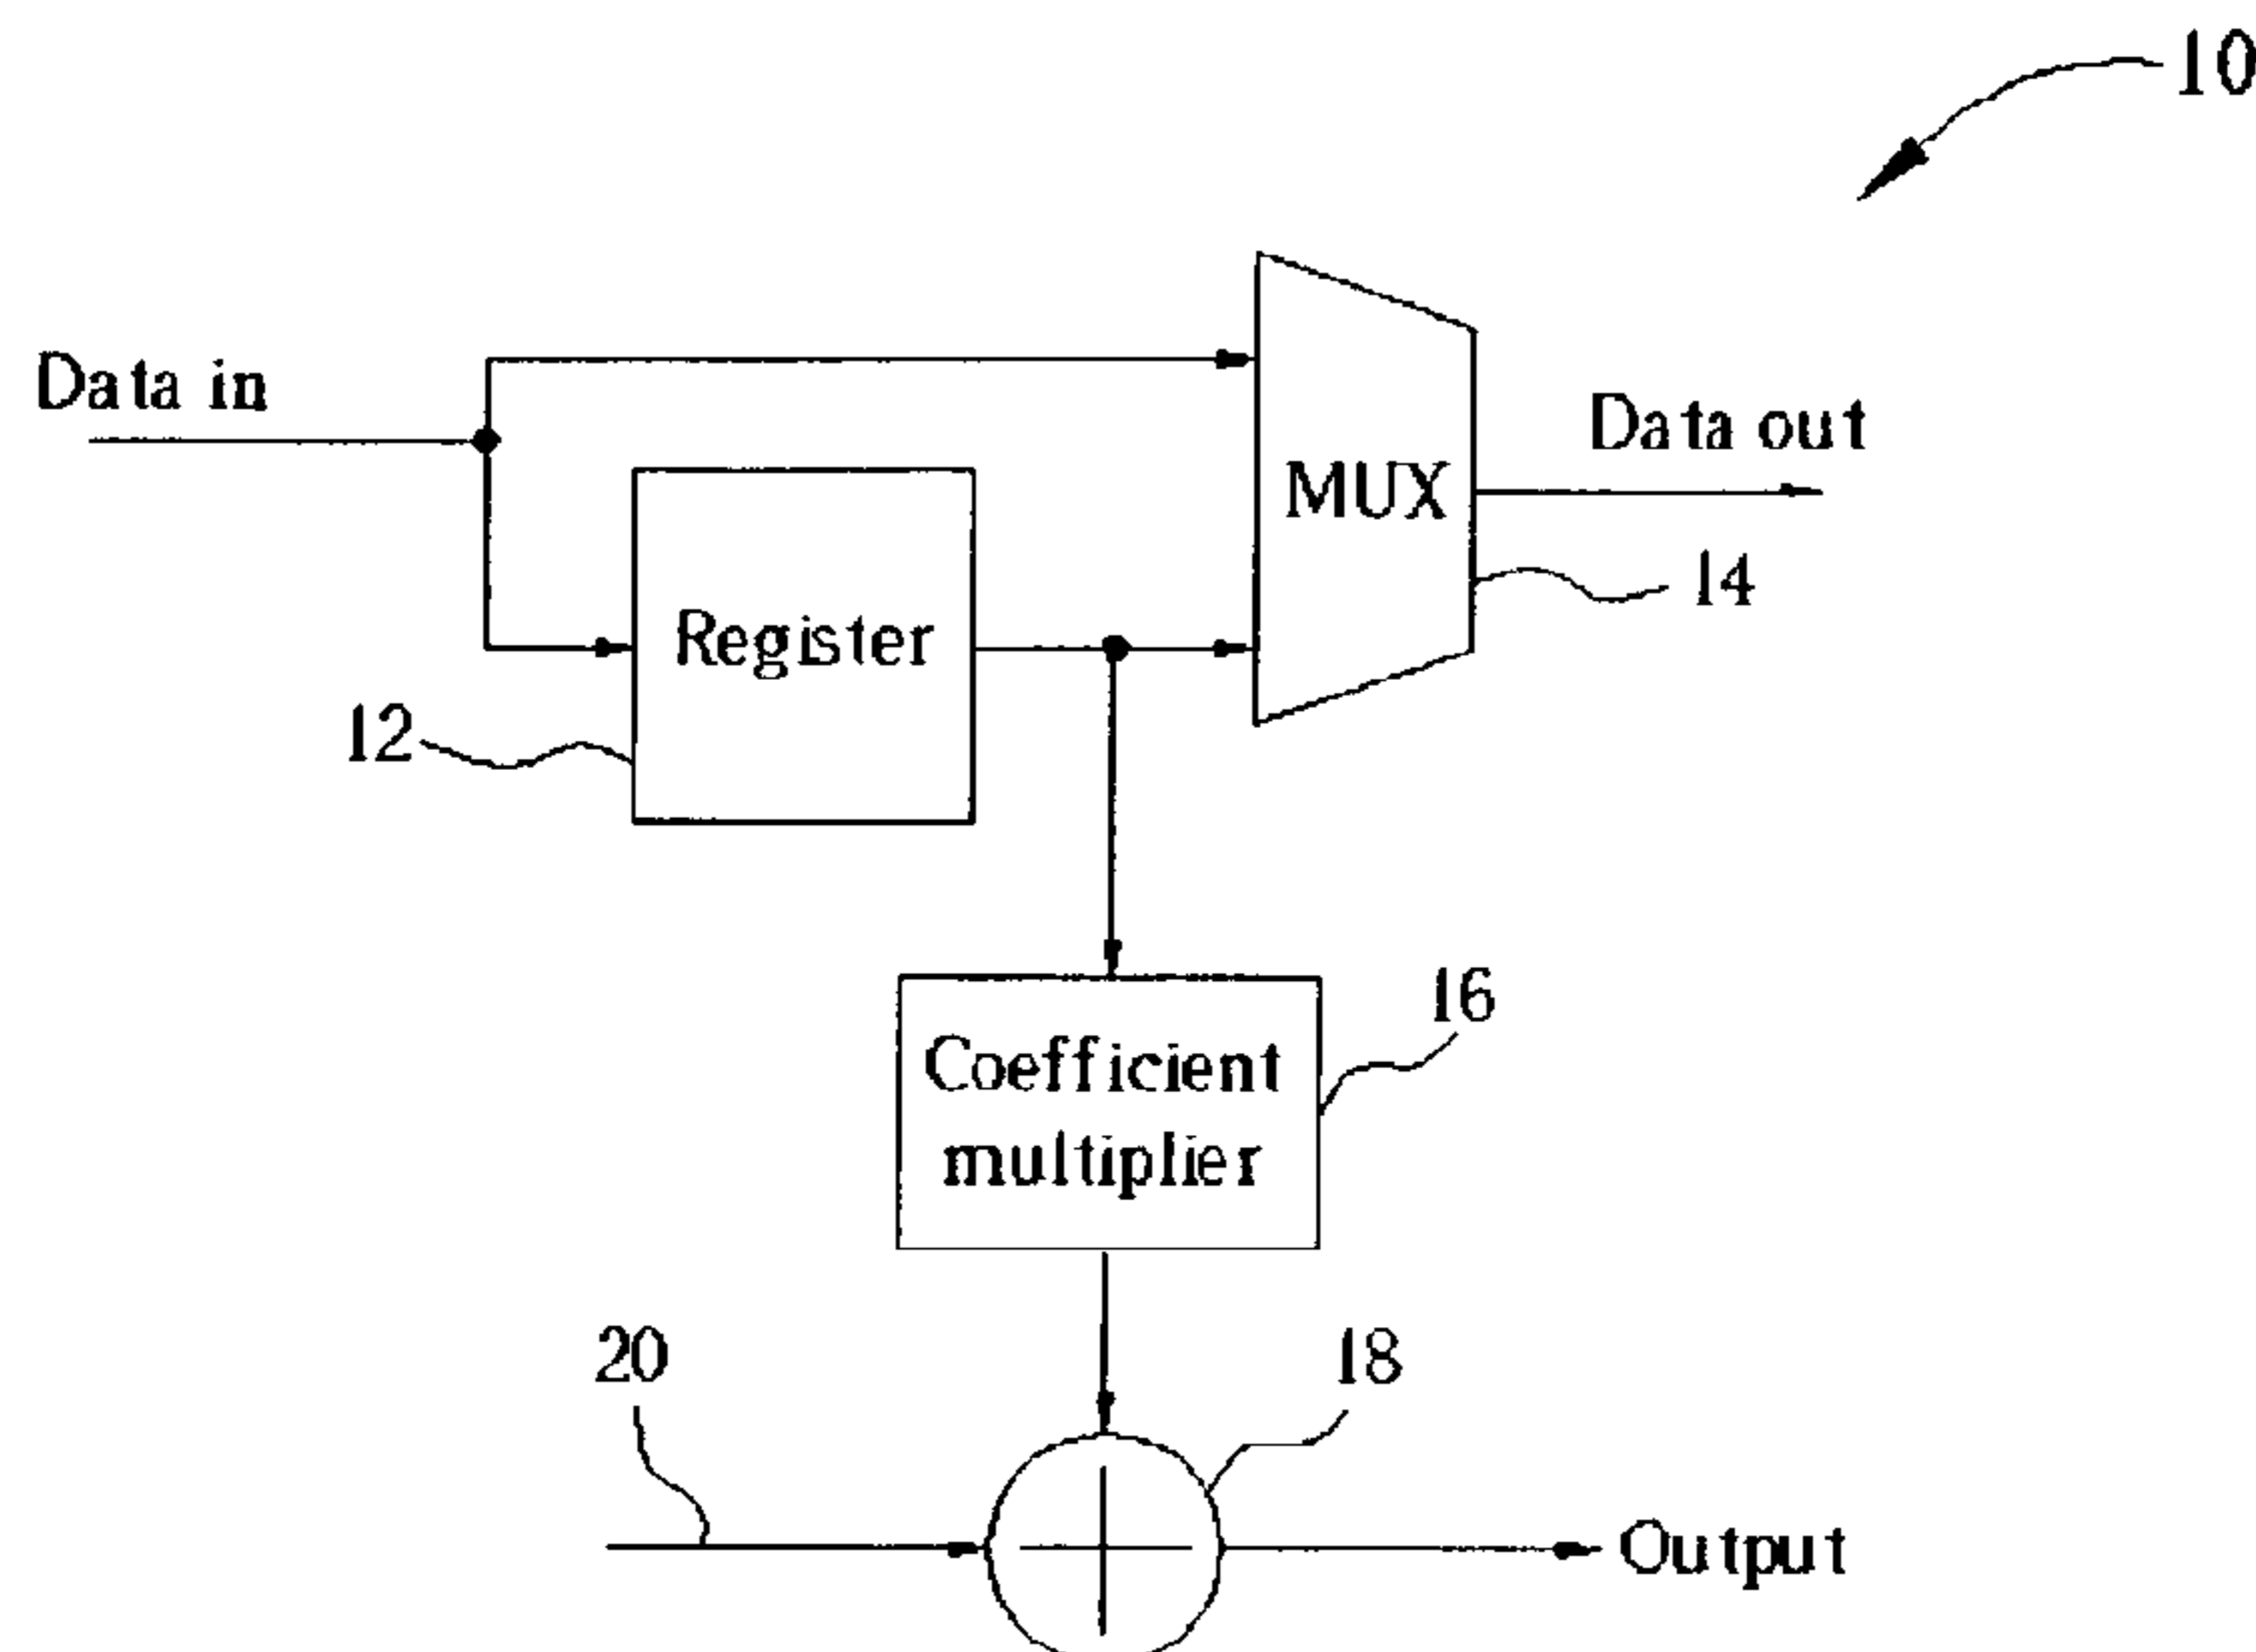 10
Data in
Data out
MUX
14
Register
12
16
Coefficient
multiplier
20
18
Output